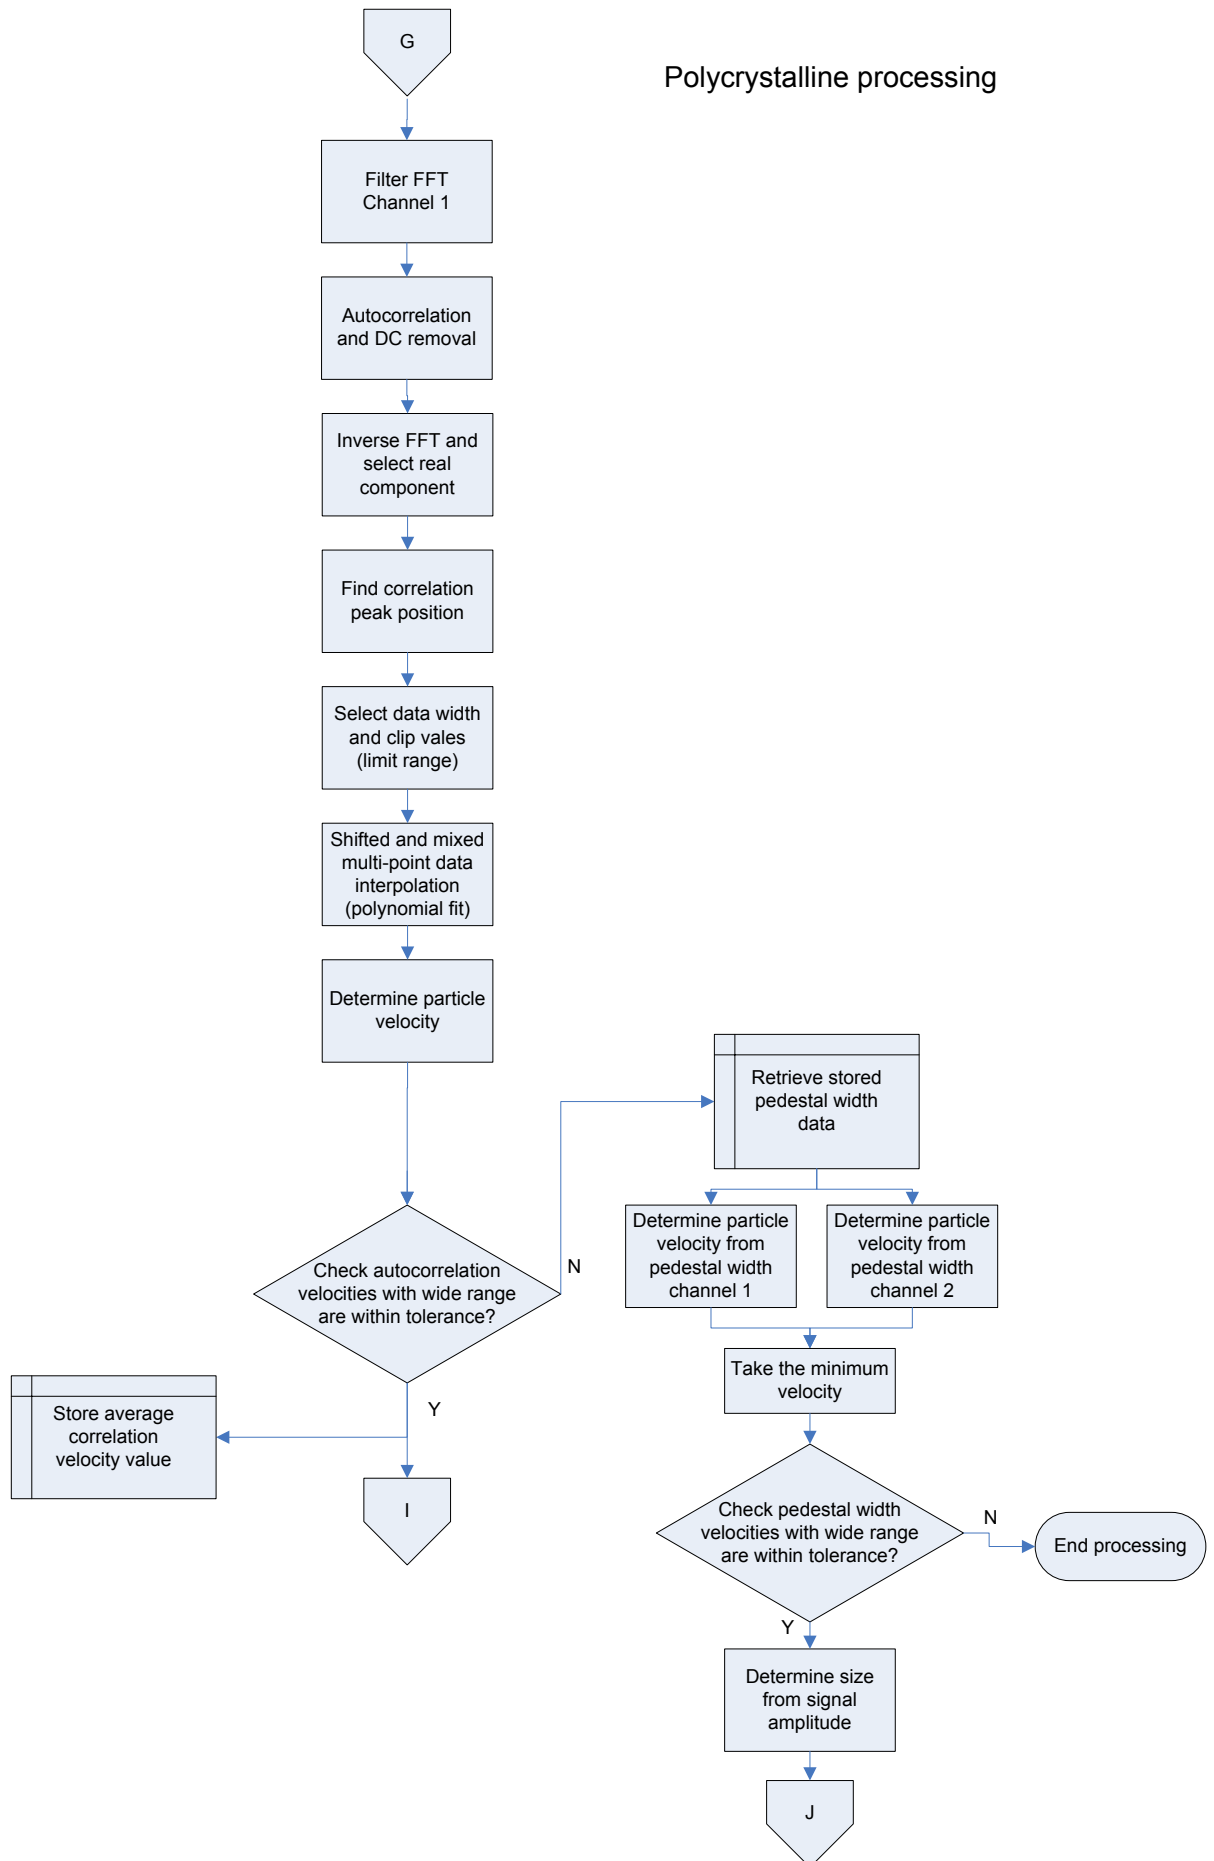 G
Polycrystalline processing
Filter FFT
Channel 1
Autocorrelation
and DC removal
Inverse FFT and
select real
component
Find correlation
peak position
Select data width
and clip vales
(limit range)
Shifted and mixed
multi-point data
interpolation
(polynomial fit)
Determine particle
velocity
Check autocorrelation
velocities with wide range
are within tolerance?
N
Y
Store average
correlation
velocity value
I
Retrieve stored
pedestal width
data
Determine particle
velocity from
pedestal width
channel 1
Determine particle
velocity from
pedestal width
channel 2
Take the minimum
velocity
Check pedestal width
velocities with wide range
are within tolerance?
N
End processing
Y
Determine size
from signal
amplitude
J